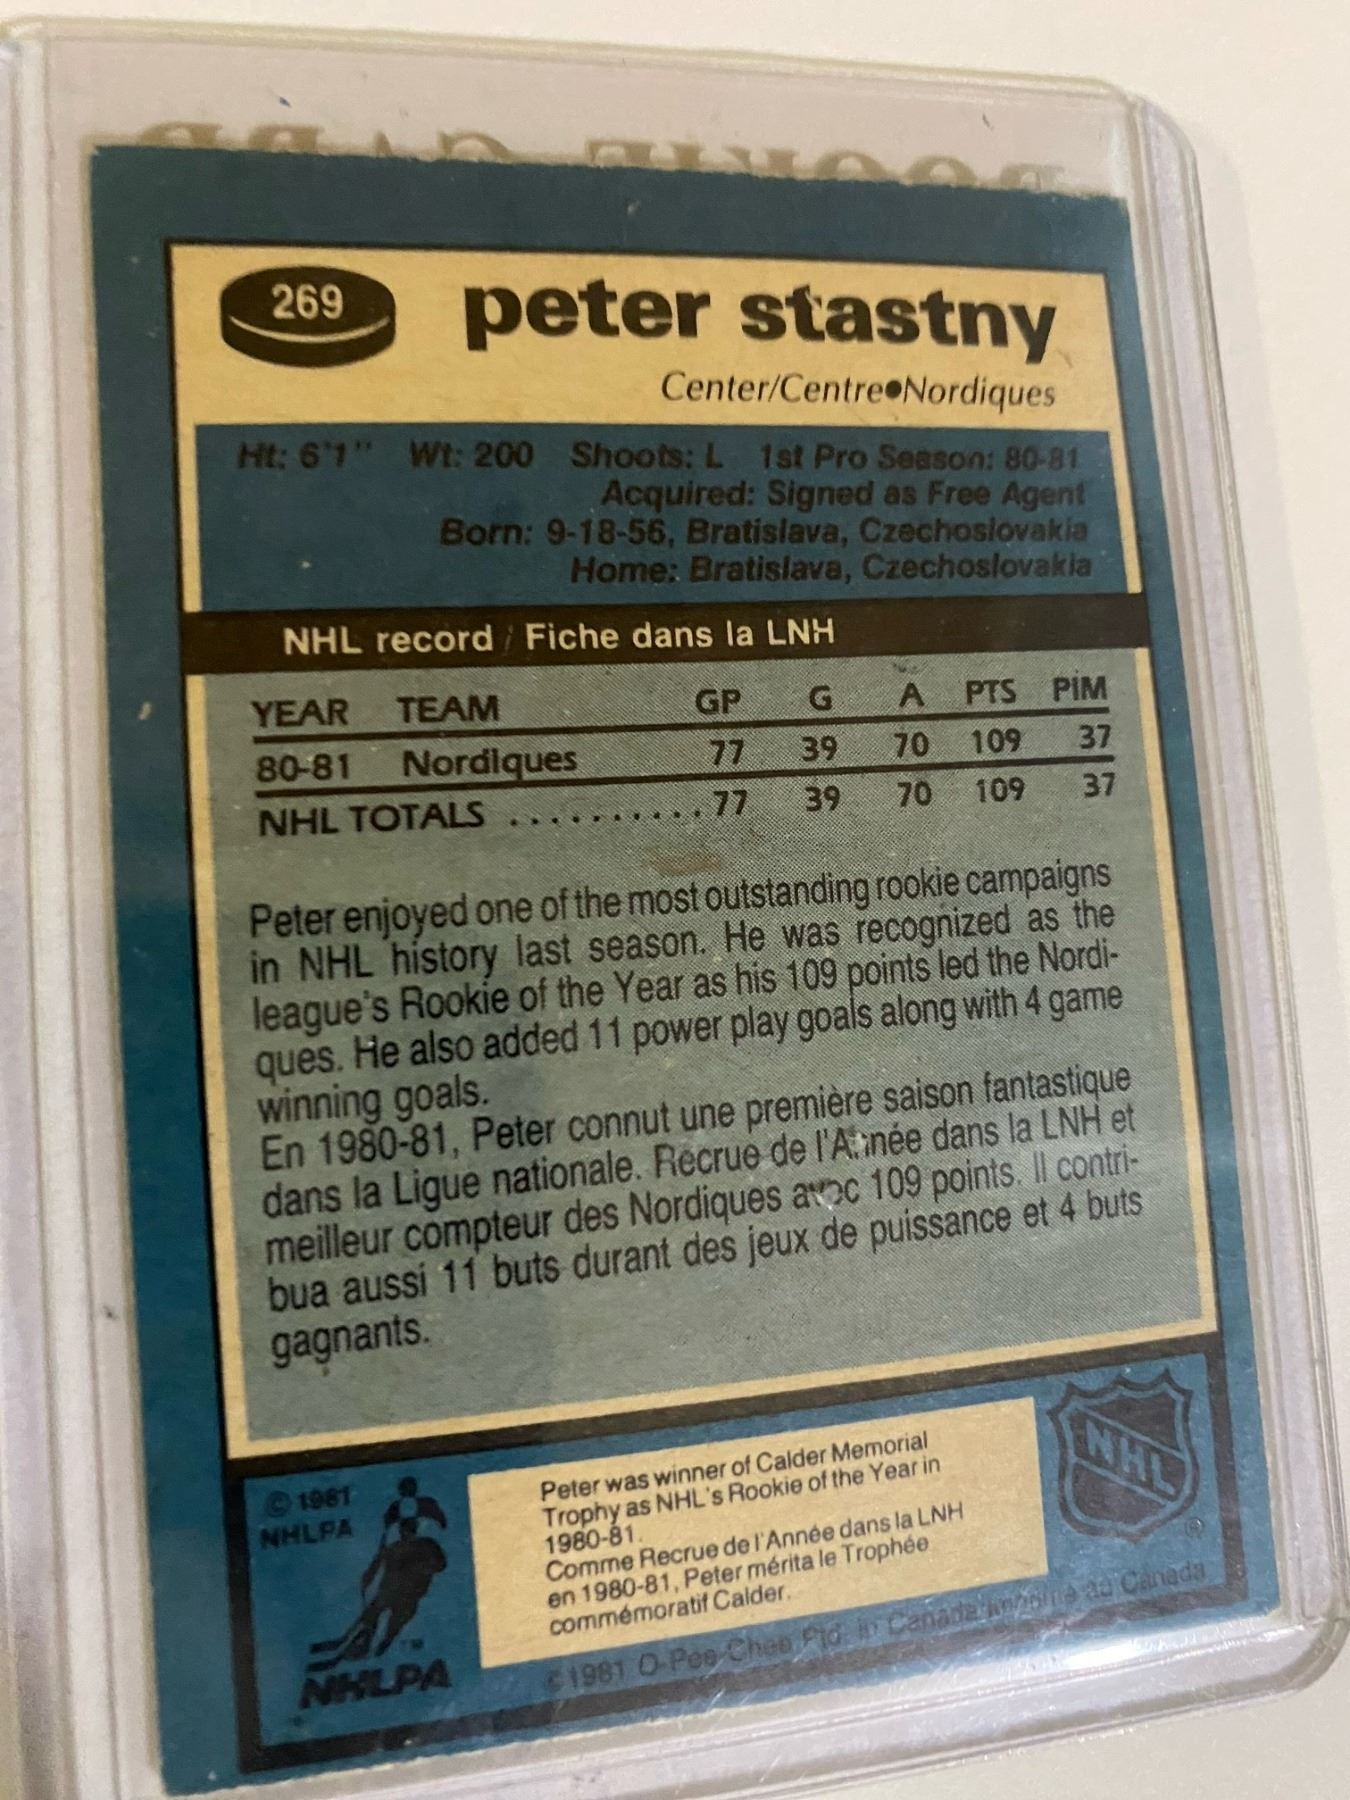 ROOKIE CARD
269
peter stastny
Center/Centre●Nordiques
Ht: 6'1" Wt: 200 Shoots: L 1st Pro Season: 80-81
Acquired: Signed as Free Agent
Born: 9-18-56, Bratislava, Czechoslovakia
Home: Bratislava, Czechoslovakia
NHL record / Fiche dans la LNH
YEAR TEAM GP G A PTS PIM
80-81 Nordiques 77 39 70 109 37
NHL TOTALS .......... 77 39 70 109 37
Peter enjoyed one of the most outstanding rookie campaigns
in NHL history last season. He was recognized as the
league's Rookie of the Year as his 109 points led the Nordi-
ques. He also added 11 power play goals along with 4 game
winning goals.
En 1980-81, Peter connut une première saison fantastique
dans la Ligue nationale. Recrue de l'Année dans la LNH et
meilleur compteur des Nordiques avec 109 points. Il contri-
bua aussi 11 buts durant des jeux de puissance et 4 buts
gagnants.
© 1981
NHLPA
TM
NHLPA
Peter was winner of Calder Memorial
Trophy as NHL's Rookie of the Year in
1980-81.
Comme Recrue de l'Année dans la LNH
en 1980-81, Peter mérita le Trophée
commémoratif Calder.
NHL
®
© 1981 O-Pee-Chee Ptd. in Canada Imprimé au Canada